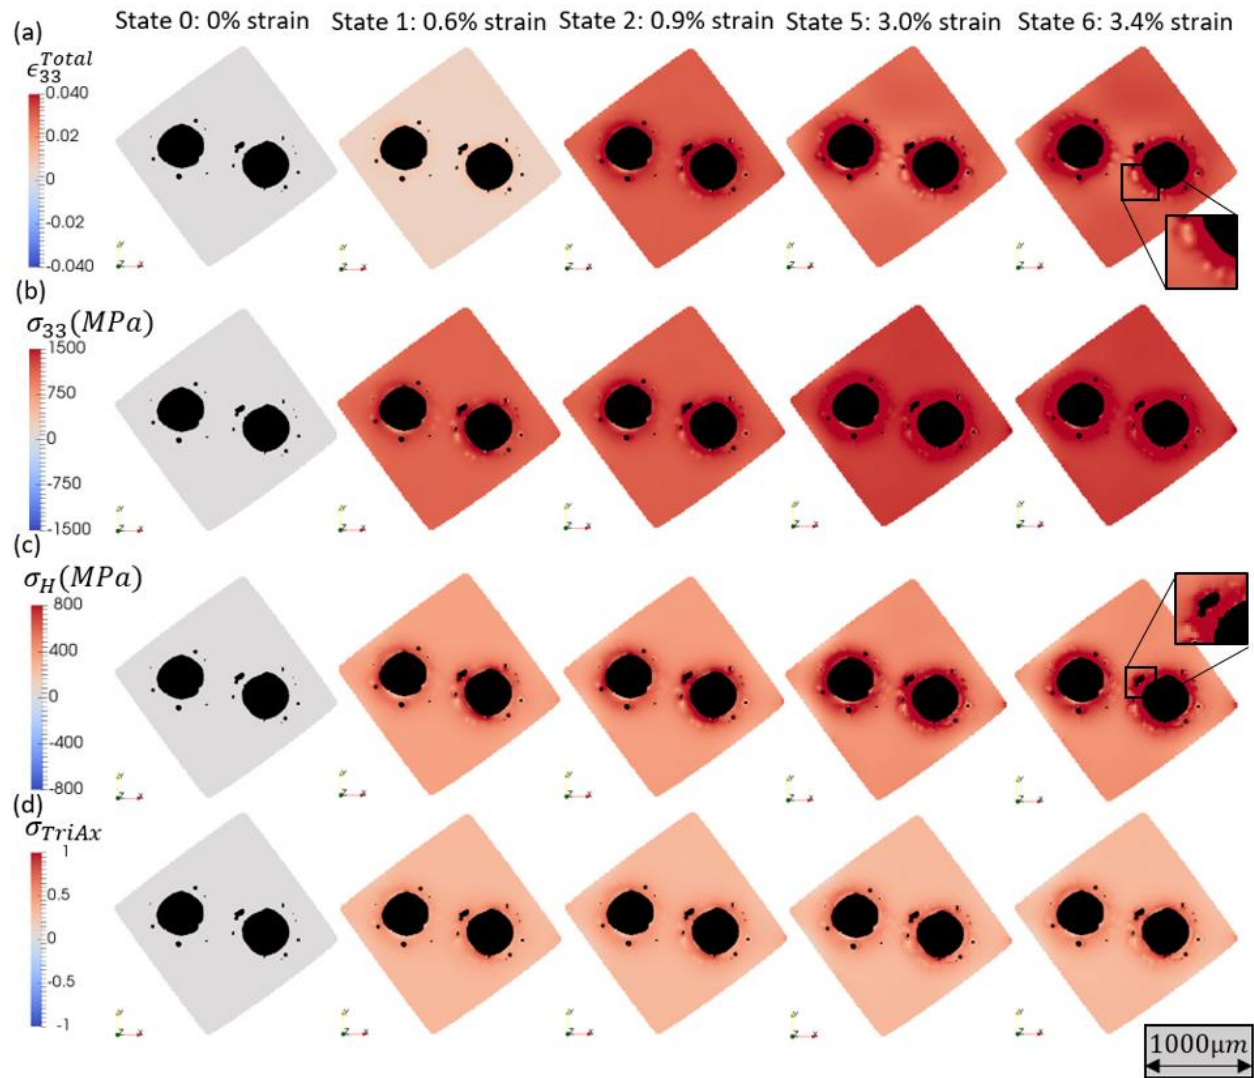 State 0: 0% strain State 1: 0.6% strain State 2: 0.9% strain State 5: 3.0% strain State 6: 3.4% strain
(a)
ϵ₃₃ᵀᵒᵗᵃˡ
0.040
0.02
0
-0.02
-0.040
Y Z X Y Z X Y Z X Y Z X Y Z X
(b)
σ₃₃(MPa)
1500
750
0
-750
-1500
Y Z X Y Z X Y Z X Y Z X Y Z X
(c)
σ_H(MPa)
800
400
0
-400
-800
Y Z X Y Z X Y Z X Y Z X Y Z X
(d)
σ_TriAx
1
0.5
0
-0.5
-1
Y Z X Y Z X Y Z X Y Z X Y Z X
1000μm